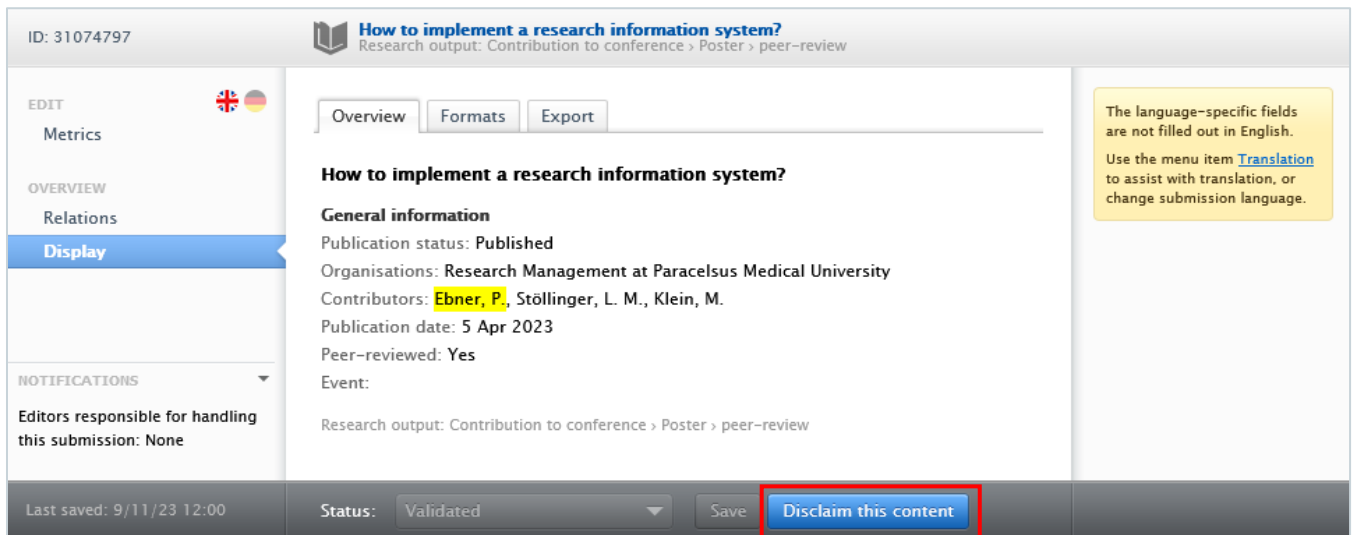 ID: 31074797
How to implement a research information system?
Research output: Contribution to conference › Poster › peer-review
EDIT
Metrics
OVERVIEW
Relations
Display
NOTIFICATIONS
Editors responsible for handling
this submission: None
Overview
Formats
Export
How to implement a research information system?
General information
Publication status: Published
Organisations: Research Management at Paracelsus Medical University
Contributors: Ebner, P., Stöllinger, L. M., Klein, M.
Publication date: 5 Apr 2023
Peer-reviewed: Yes
Event:
Research output: Contribution to conference › Poster › peer-review
The language-specific fields
are not filled out in English.
Use the menu item Translation
to assist with translation, or
change submission language.
Last saved: 9/11/23 12:00
Status: Validated
Save
Disclaim this content